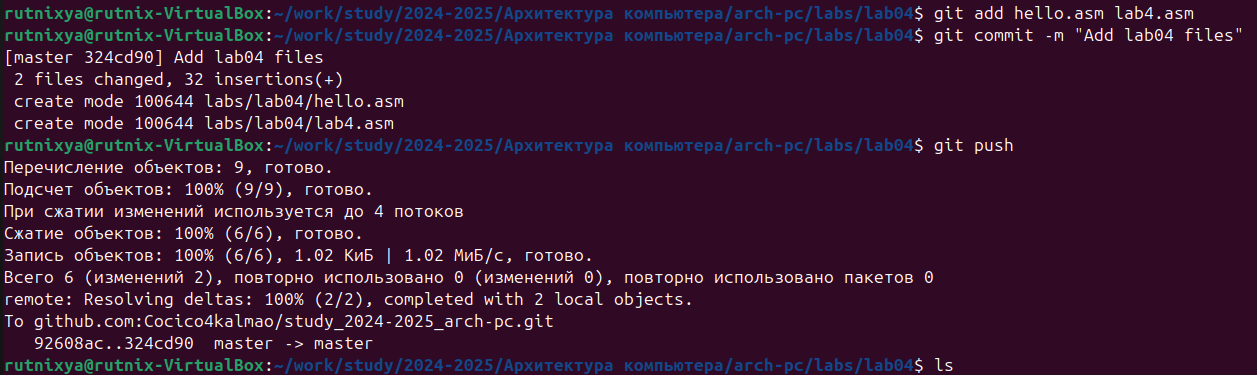 rutnixya@rutnix-VirtualBox:~/work/study/2024-2025/Архитектура компьютера/arch-pc/labs/lab04$ git add hello.asm lab4.asm
rutnixya@rutnix-VirtualBox:~/work/study/2024-2025/Архитектура компьютера/arch-pc/labs/lab04$ git commit -m "Add lab04 files"
[master 324cd90] Add lab04 files
 2 files changed, 32 insertions(+)
 create mode 100644 labs/lab04/hello.asm
 create mode 100644 labs/lab04/lab4.asm
rutnixya@rutnix-VirtualBox:~/work/study/2024-2025/Архитектура компьютера/arch-pc/labs/lab04$ git push
Перечисление объектов: 9, готово.
Подсчет объектов: 100% (9/9), готово.
При сжатии изменений используется до 4 потоков
Сжатие объектов: 100% (6/6), готово.
Запись объектов: 100% (6/6), 1.02 КиБ | 1.02 МиБ/с, готово.
Всего 6 (изменений 2), повторно использовано 0 (изменений 0), повторно использовано пакетов 0
remote: Resolving deltas: 100% (2/2), completed with 2 local objects.
To github.com:Cocico4kalmao/study_2024-2025_arch-pc.git
   92608ac..324cd90  master -> master
rutnixya@rutnix-VirtualBox:~/work/study/2024-2025/Архитектура компьютера/arch-pc/labs/lab04$ ls